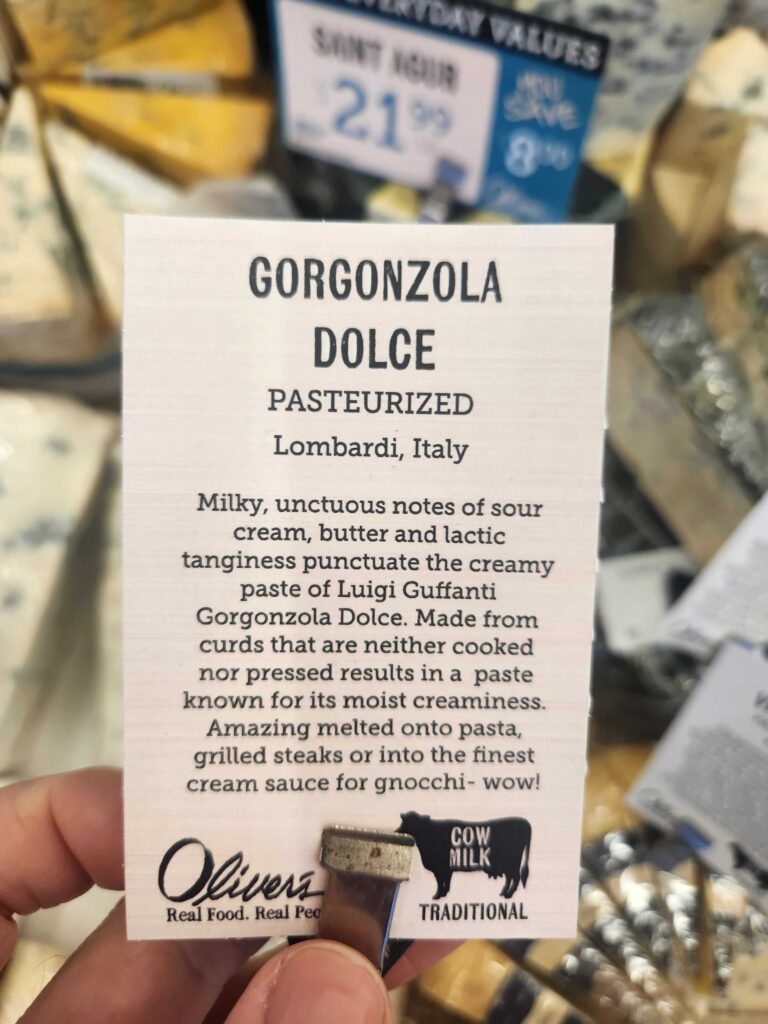 EVERYDAY VALUES
SAINT AGUR
$21.99
YOU
SAVE
GORGONZOLA
DOLCE
PASTEURIZED
Lombardi, Italy
Milky, unctuous notes of sour
cream, butter and lactic
tanginess punctuate the creamy
paste of Luigi Guffanti
Gorgonzola Dolce. Made from
curds that are neither cooked
nor pressed results in a paste
known for its moist creaminess.
Amazing melted onto pasta,
grilled steaks or into the finest
cream sauce for gnocchi- wow!
Oliver's
Real Food. Real Peo
COW
MILK
TRADITIONAL